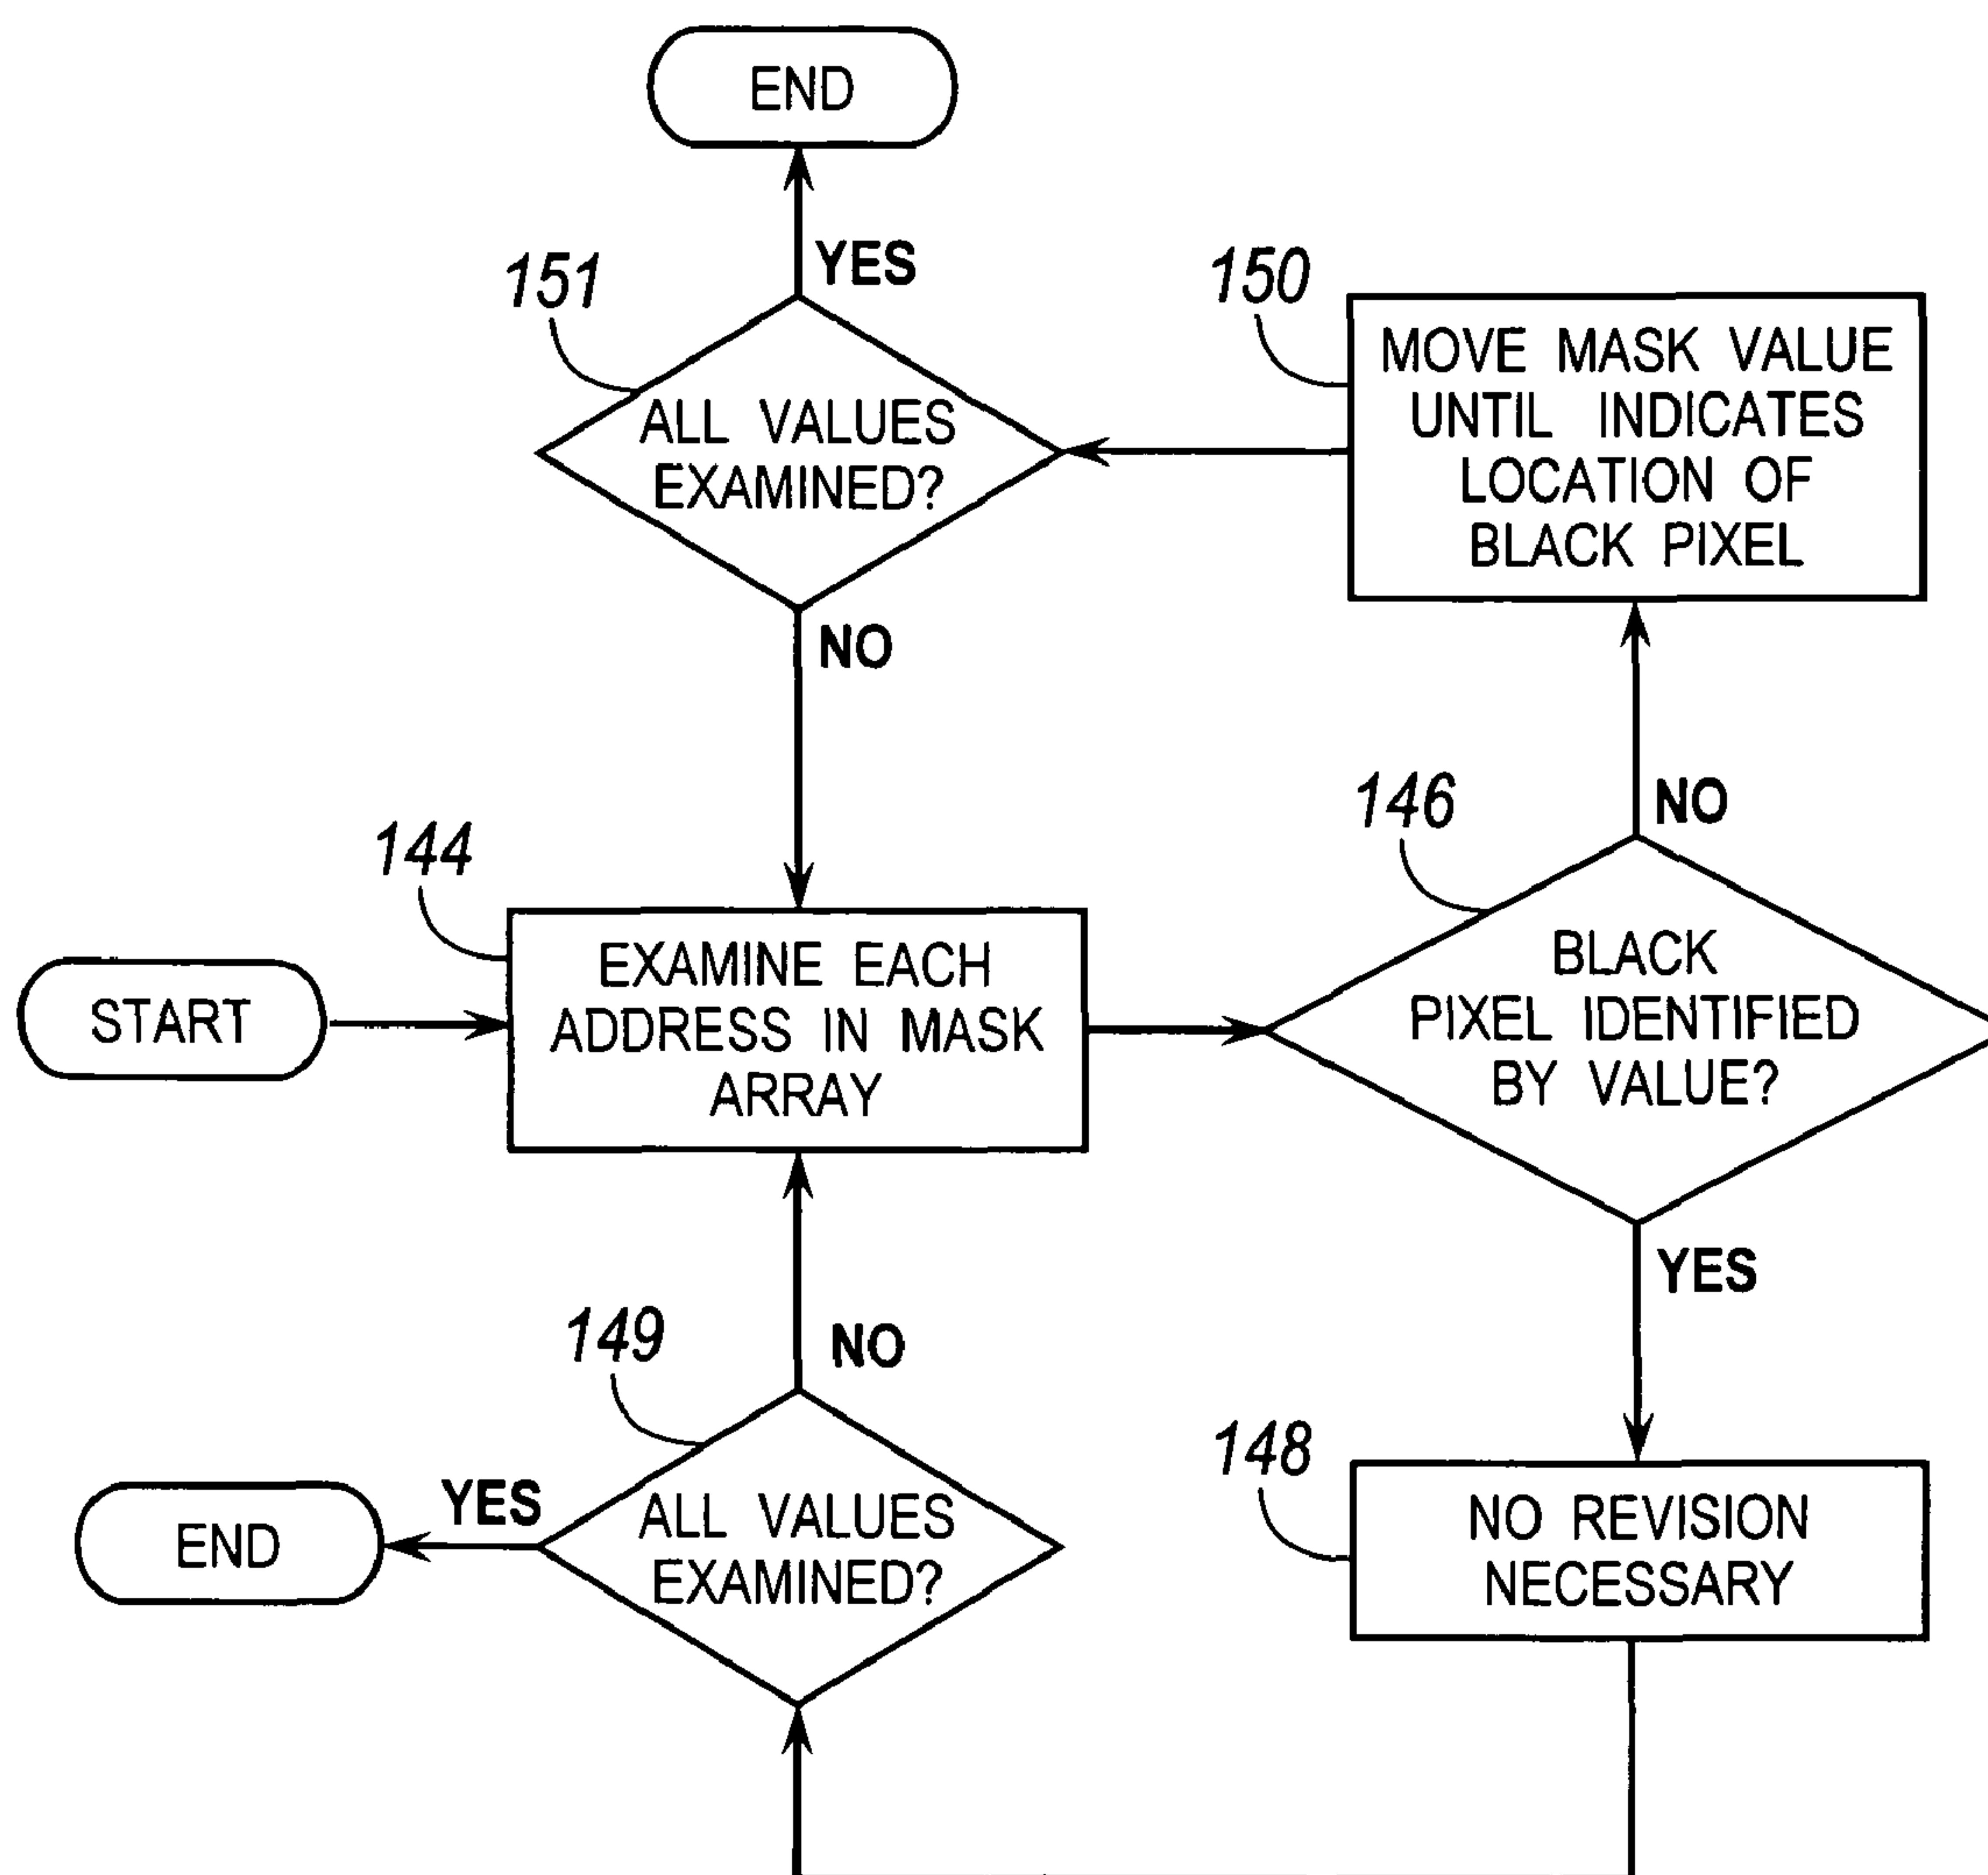 END
YES
151
150
ALL VALUES
EXAMINED?
MOVE MASK VALUE
UNTIL INDICATES
LOCATION OF
BLACK PIXEL
NO
NO
144
146
START
EXAMINE EACH
ADDRESS IN MASK
ARRAY
BLACK
PIXEL IDENTIFIED
BY VALUE?
YES
149
NO
148
YES
END
ALL VALUES
EXAMINED?
NO REVISION
NECESSARY